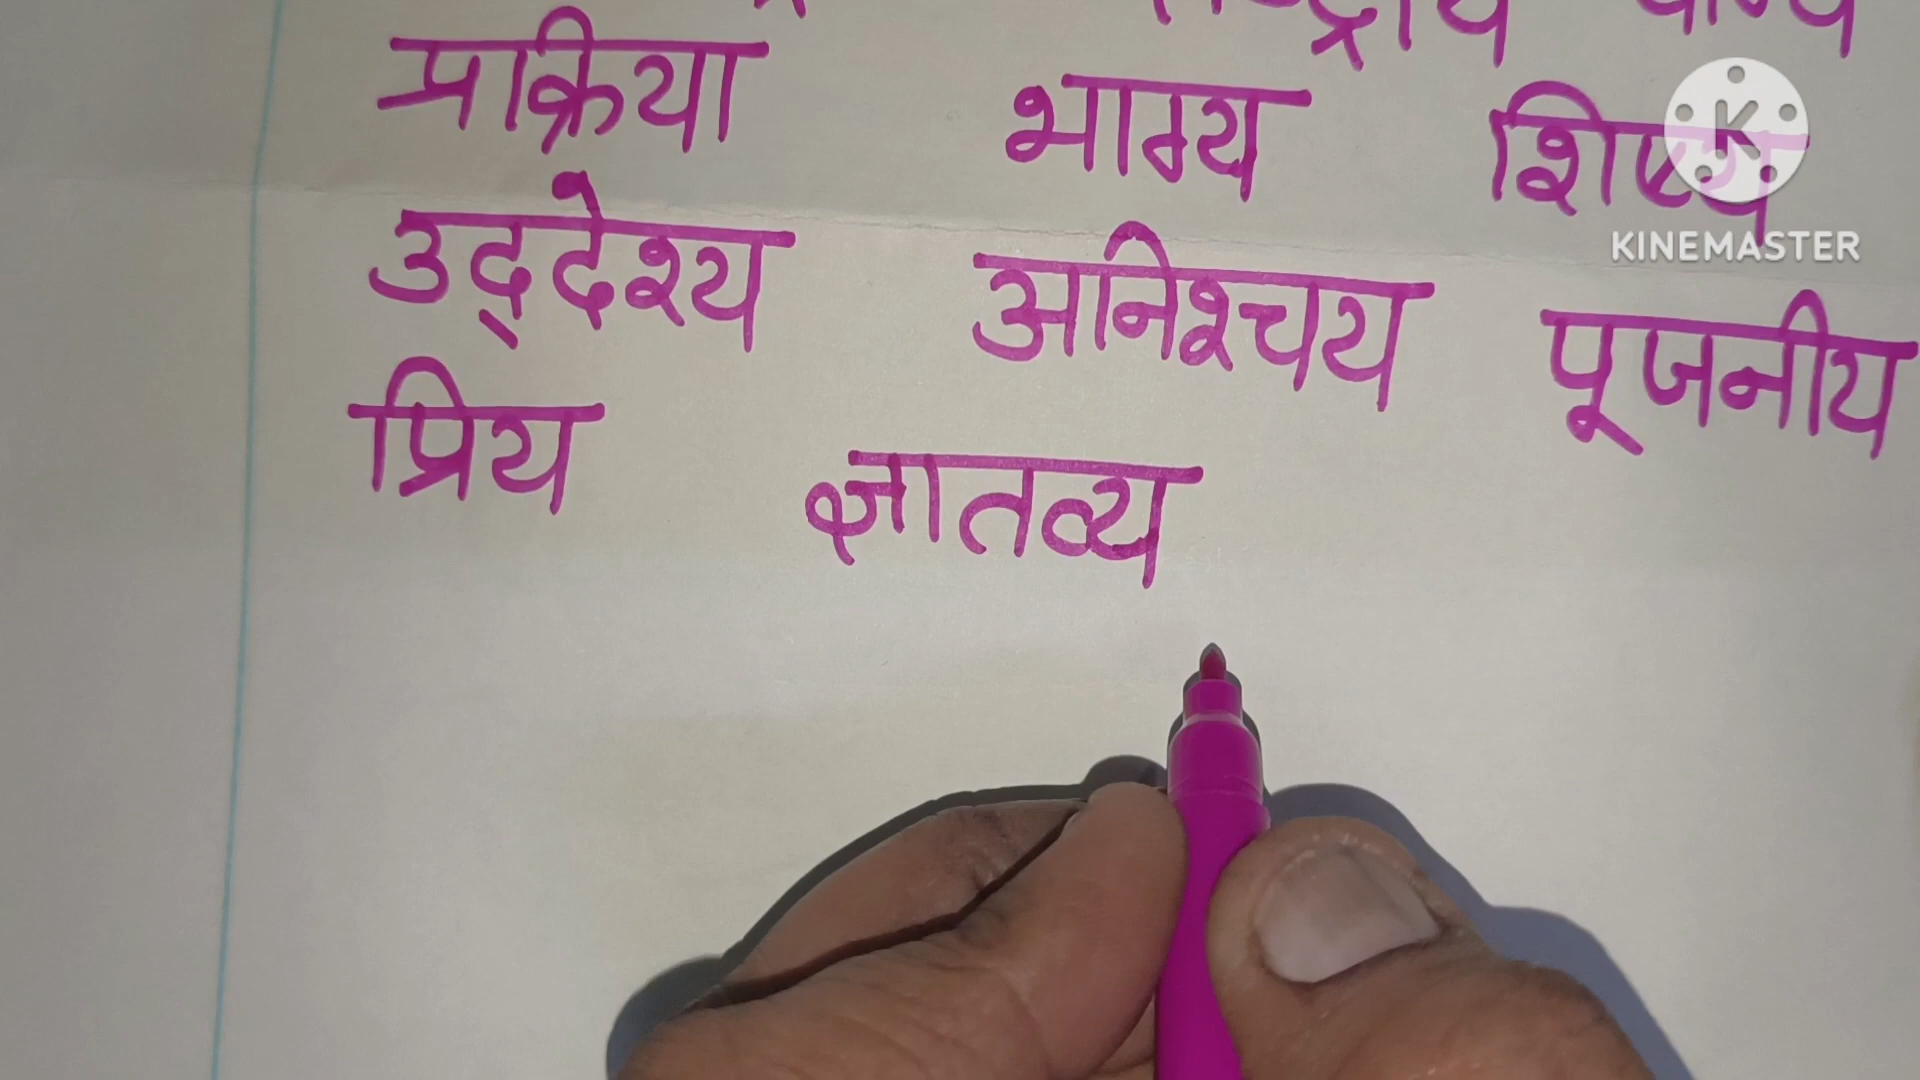 राष्ट्रीय योग्य
प्रक्रिया भाग्य शिष्य
उद्देश्य अनिश्चय पूजनीय
प्रिय ज्ञातव्य
K
KINEMASTER